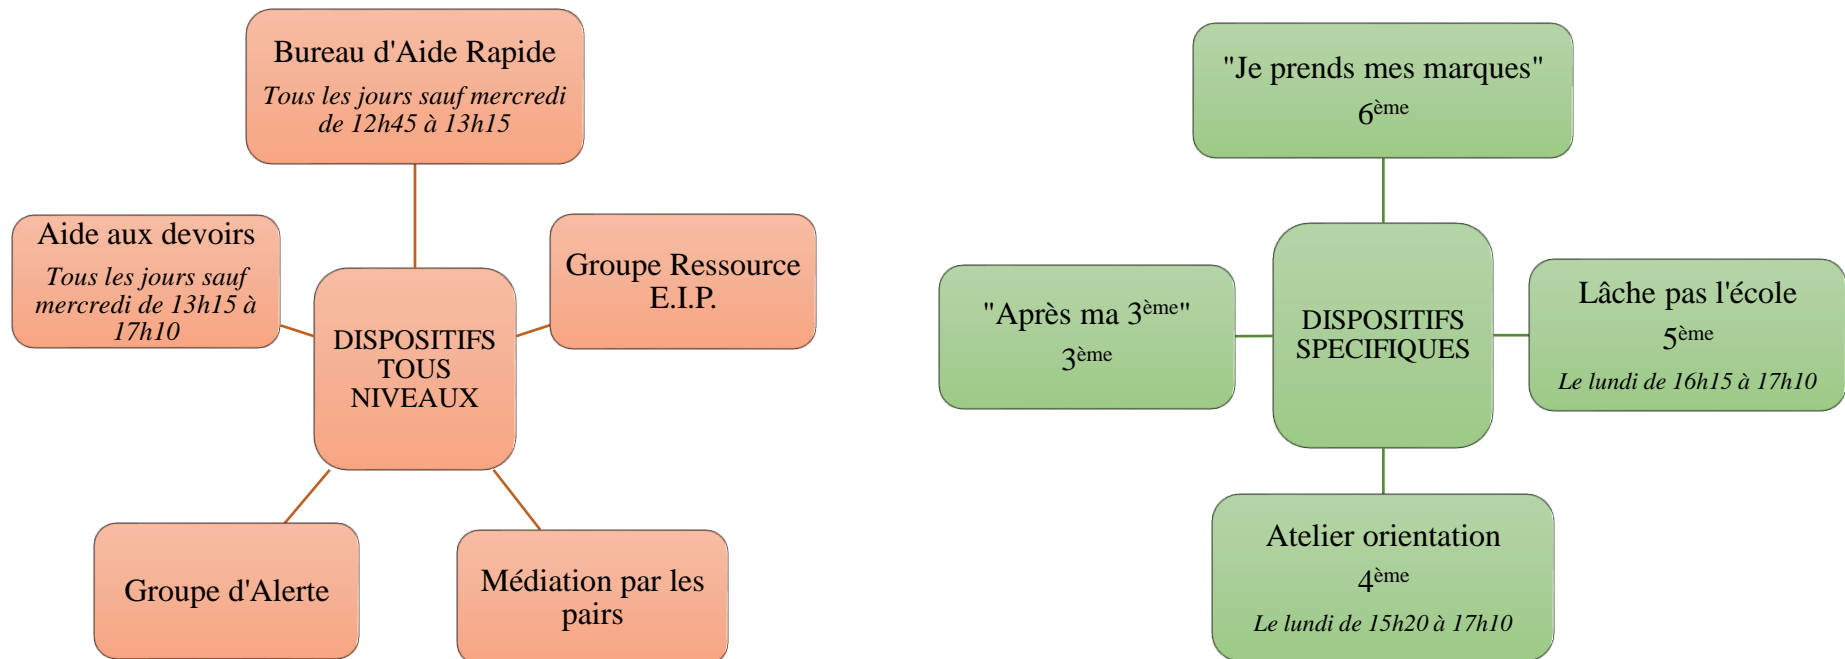 Bureau d'Aide Rapide
Tous les jours sauf mercredi
de 12h45 à 13h15
Aide aux devoirs
Tous les jours sauf
mercredi de 13h15 à
17h10
Groupe Ressource
E.I.P.
DISPOSITIFS
TOUS
NIVEAUX
Groupe d'Alerte
Médiation par les
pairs
"Je prends mes marques"
6ème
"Après ma 3ème"
3ème
DISPOSITIFS
SPECIFIQUES
Lâche pas l'école
5ème
Le lundi de 16h15 à 17h10
Atelier orientation
4ème
Le lundi de 15h20 à 17h10